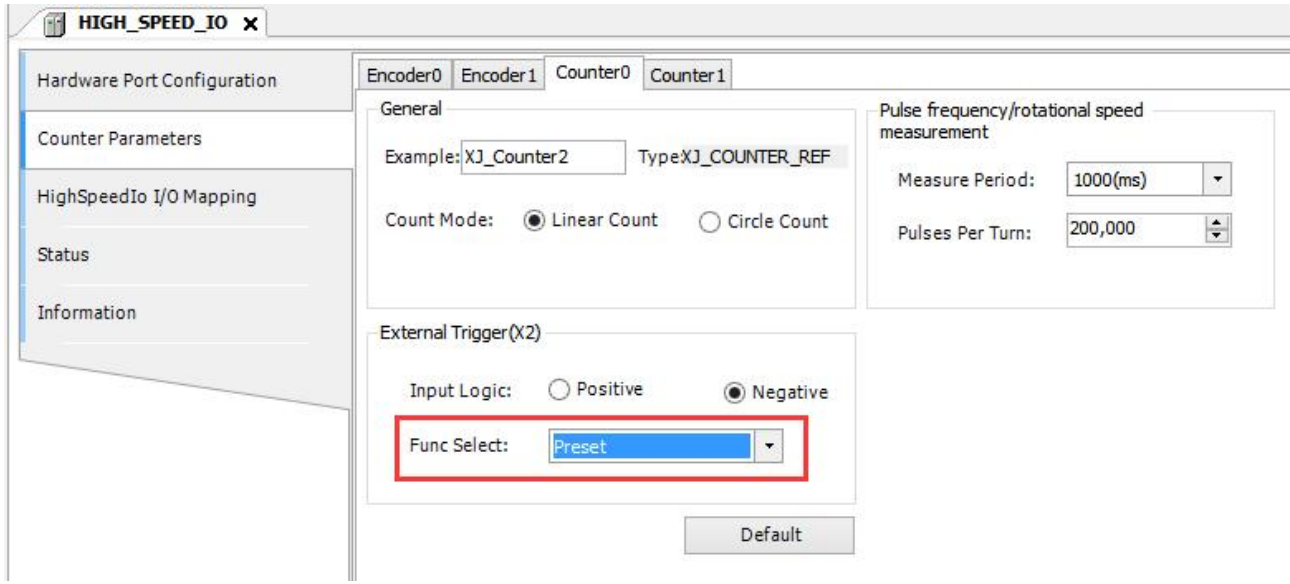 HIGH_SPEED_IO
Hardware Port Configuration
Counter Parameters
HighSpeedIo I/O Mapping
Status
Information
Encoder0 Encoder1 Counter0 Counter1
General
Example: XJ_Counter2 Type:XJ_COUNTER_REF
Count Mode: Linear Count Circle Count
Pulse frequency/rotational speed
measurement
Measure Period: 1000(ms)
Pulses Per Turn: 200,000
External Trigger(X2)
Input Logic: Positive Negative
Func Select: Preset
Default